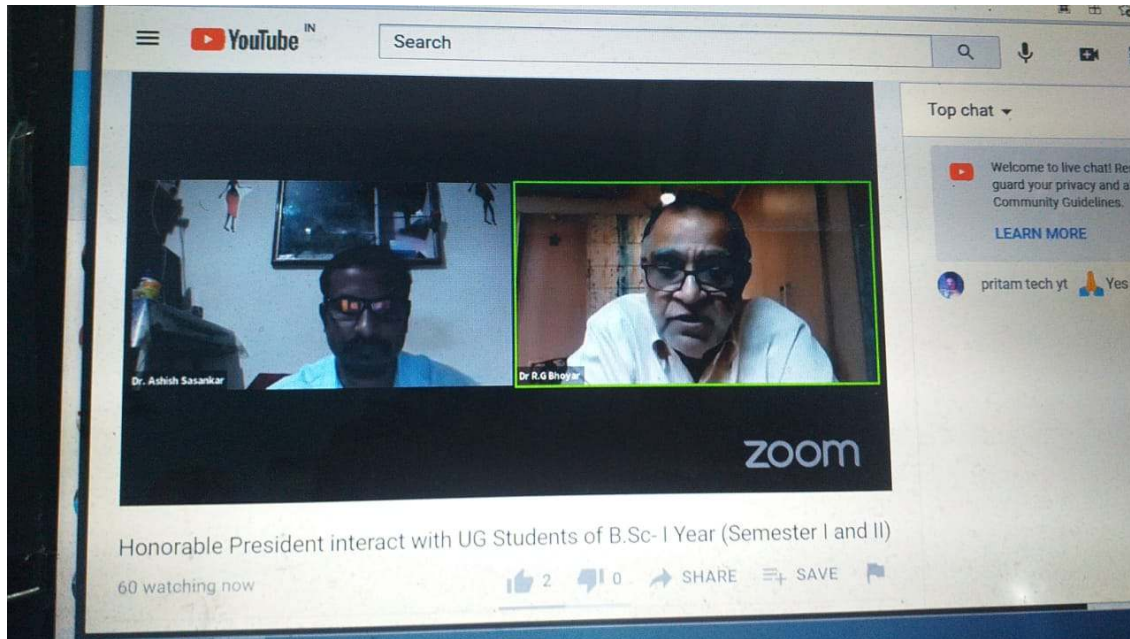 YouTube IN
Search
Top chat
Welcome to live chat!
guard your privacy and
Community Guidelines.
LEARN MORE
pritam tech yt 🙏 Yes
Dr. Ashish Sasankar
Dr R.G Bhoyar
zoom
Honorable President interact with UG Students of B.Sc- I Year (Semester I and II)
60 watching now
2 0 SHARE SAVE